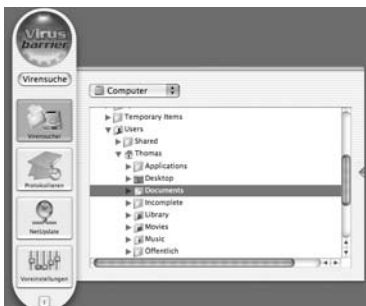 Virus
barrier
Virensuche
Computer
Temporary Items
Users
Shared
Thomas
Applications
Desktop
Documents
Incomplete
Library
Movies
Music
Öffentlich
Virensuche
Protokollieren
NetUpdate
Voreinstellungen